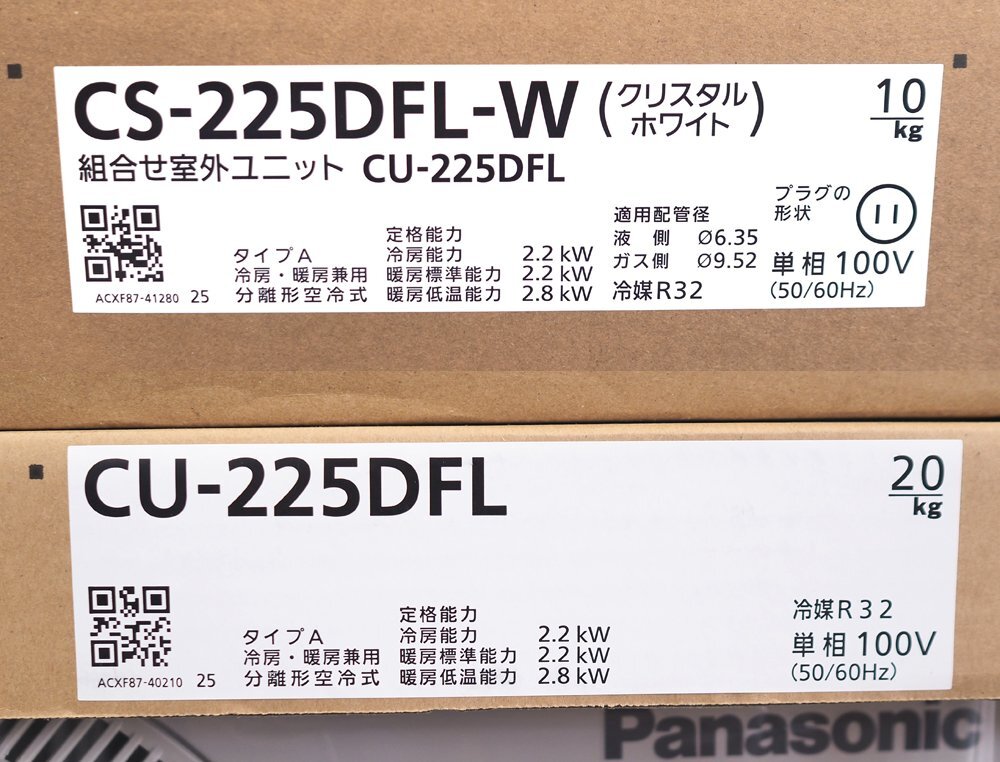 CS-225DFL-W (クリスタルホワイト)
10 kg
組合せ室外ユニット CU-225DFL
プラグの形状
適用配管径
液 側 Ø6.35
ガス側 Ø9.52
冷媒R32
単相 100V
(50/60Hz)
定格能力
タイプA 冷房能力 2.2 kW
冷房・暖房兼用 暖房標準能力 2.2 kW
分離形空冷式 暖房低温能力 2.8 kW
ACXF87-41280 25
CU-225DFL
20 kg
定格能力
タイプA 冷房能力 2.2 kW
冷房・暖房兼用 暖房標準能力 2.2 kW
分離形空冷式 暖房低温能力 2.8 kW
ACXF87-40210 25
冷媒R32
単相 100V
(50/60Hz)
Panasonic